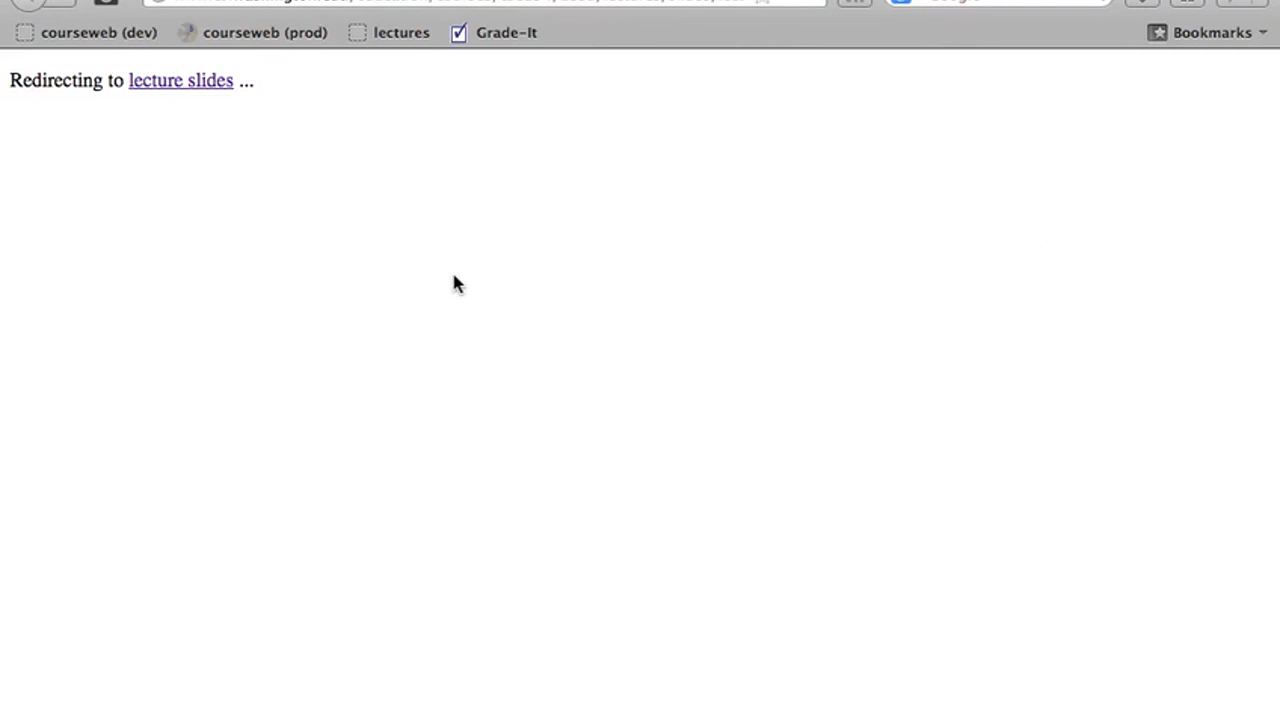 courseweb (dev) courseweb (prod) lectures Grade-It Bookmarks
Redirecting to lecture slides ...